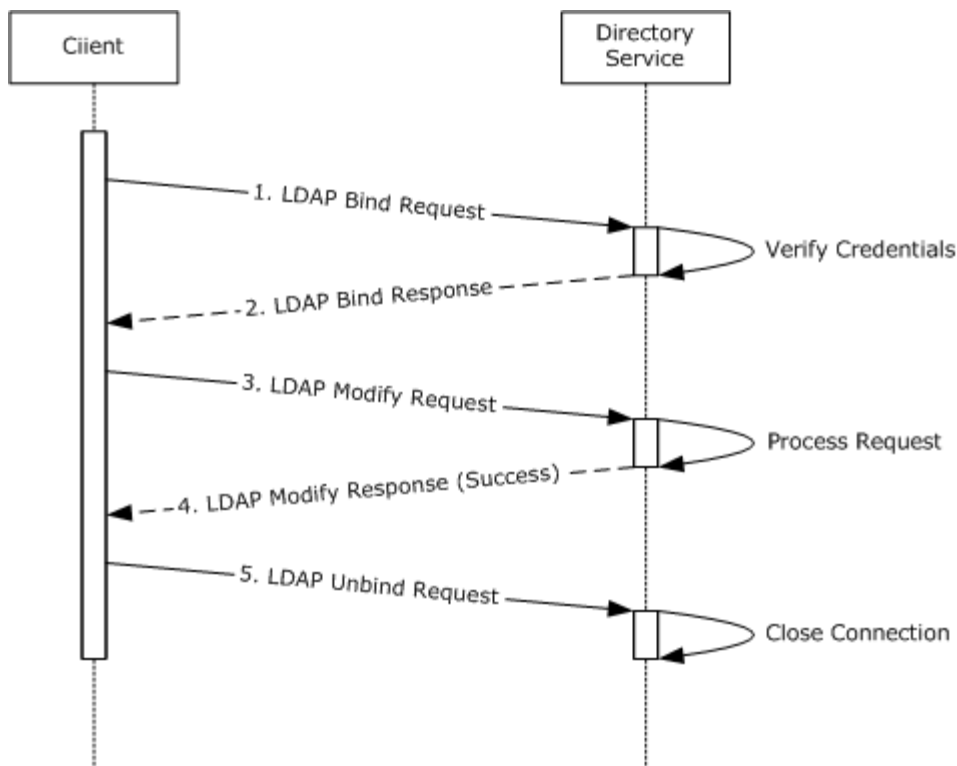 Ciient
Directory
Service
1. LDAP Bind Request
Verify Credentials
2. LDAP Bind Response
3. LDAP Modify Request
Process Request
4. LDAP Modify Response (Success)
5. LDAP Unbind Request
Close Connection